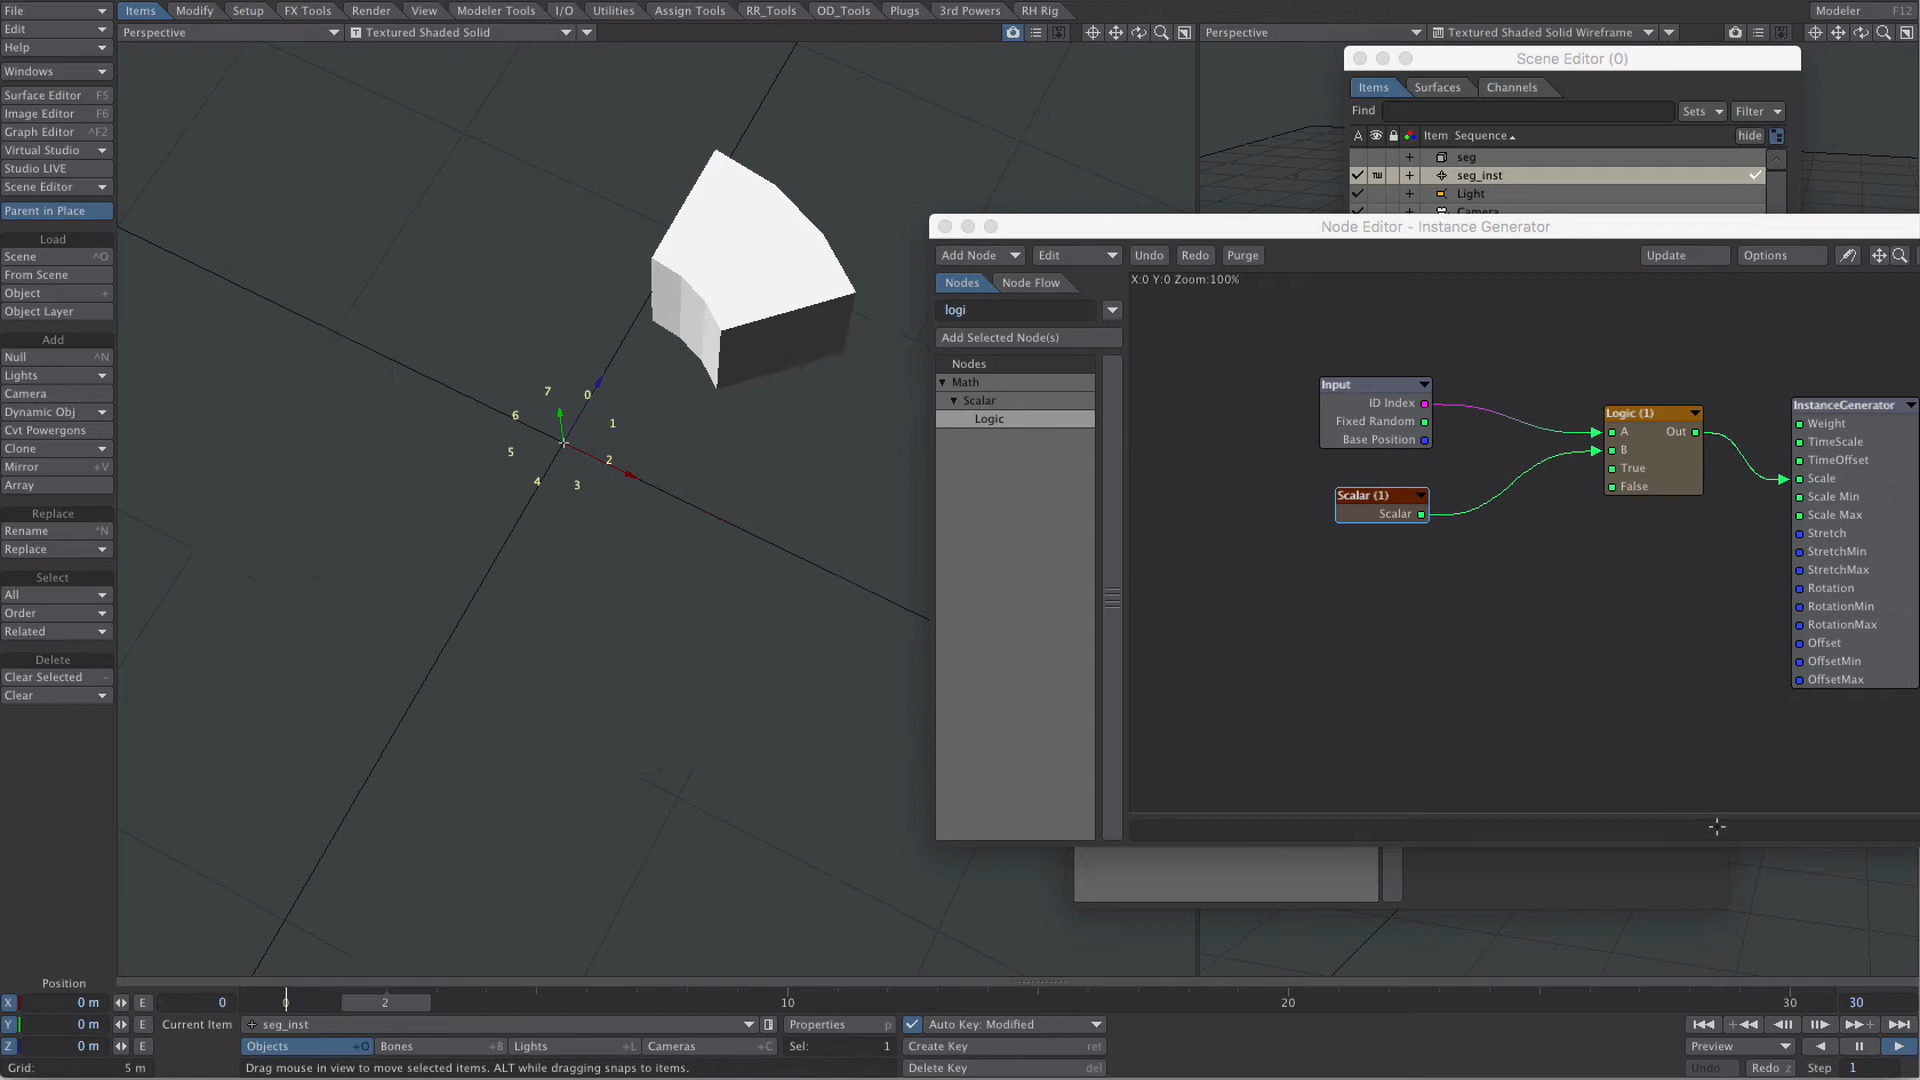 File
Items
Modify
Setup
FX Tools
Render
View
Modeler Tools
I/O
Utilities
Assign Tools
RR_Tools
OD_Tools
Plugs
3rd Powers
RH Rig
Modeler F12
Edit
Help
Windows
Surface Editor F5
Image Editor F6
Graph Editor ^F2
Virtual Studio
Studio LIVE
Scene Editor
Parent in Place
Load
Scene ^O
From Scene
Object +
Object Layer
Add
Null ^N
Lights
Camera
Dynamic Obj
Cvt Powergons
Clone
Mirror +V
Array
Replace
Rename ^N
Replace
Select
All
Order
Related
Delete
Clear Selected -
Clear
Perspective
Textured Shaded Solid
Perspective
Textured Shaded Solid Wireframe
7
0
6
1
5
2
4
3
Scene Editor (0)
Items
Surfaces
Channels
Find
Sets
Filter
A
Item Sequence
hide
+ seg
+ seg_inst
+ Light
Camera
Node Editor - Instance Generator
Add Node
Edit
Undo
Redo
Purge
Update
Options
Nodes
Node Flow
X:0 Y:0 Zoom:100%
logi
Add Selected Node(s)
Nodes
Math
Scalar
Logic
Input
ID Index
Fixed Random
Base Position
Scalar (1)
Scalar
Logic (1)
A Out
B
True
False
InstanceGenerator
Weight
TimeScale
TimeOffset
Scale
Scale Min
Scale Max
Stretch
StretchMin
StretchMax
Rotation
RotationMin
RotationMax
Offset
OffsetMin
OffsetMax
Position
X 0 m E
Y 0 m E
Z 0 m E
Grid: 5 m
0
0
2
10
20
30
30
Current Item
seg_inst
Properties p
Auto Key: Modified
Objects +O
Bones +B
Lights +L
Cameras +C
Sel: 1
Create Key ret
Drag mouse in view to move selected items. ALT while dragging snaps to items.
Delete Key del
Preview
Undo
Redo z
Step 1